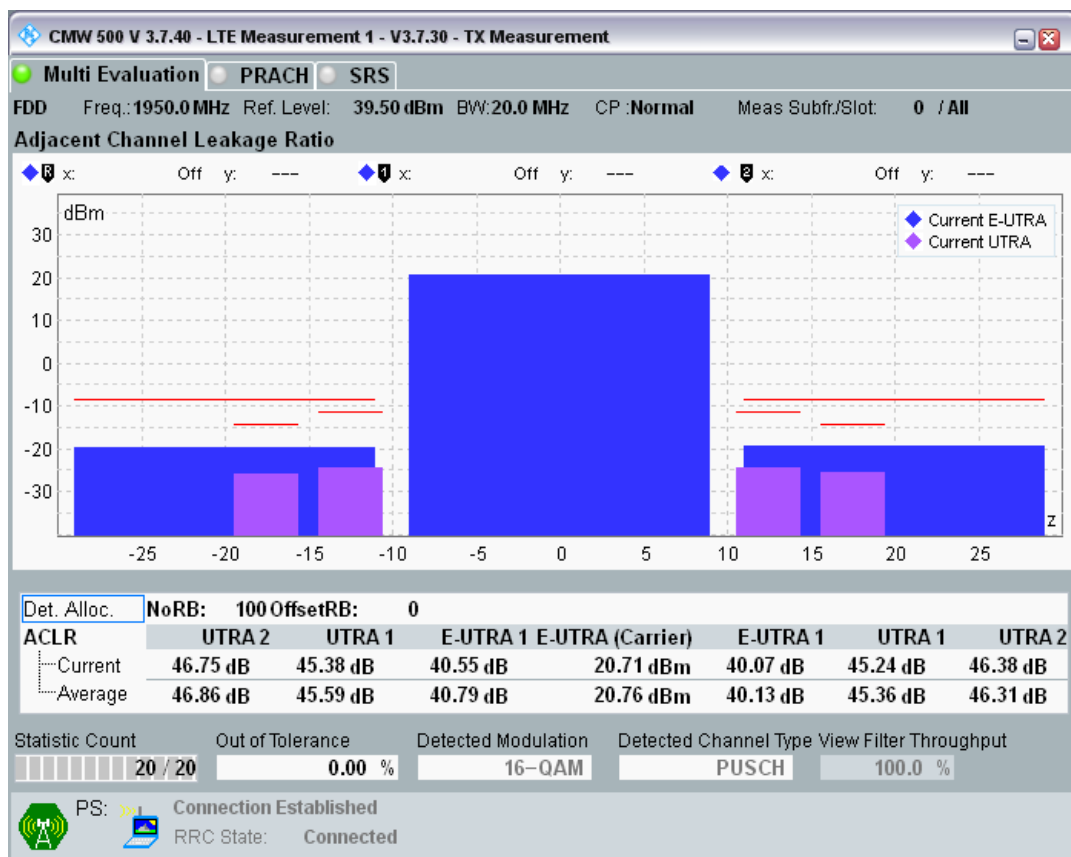 CMW 500 V 3.7.40 - LTE Measurement 1 - V3.7.30 - TX Measurement
Multi Evaluation PRACH SRS
FDD Freq.: 1950.0 MHz Ref. Level: 39.50 dBm BW: 20.0 MHz CP : Normal Meas Subfr./Slot: 0 / All
Adjacent Channel Leakage Ratio
R x: Off y: --- 1 x: Off y: --- 2 x: Off y: ---
dBm
Current E-UTRA
Current UTRA
30
20
10
0
-10
-20
-30
z
-25 -20 -15 -10 -5 0 5 10 15 20 25
Det. Alloc. NoRB: 100 OffsetRB: 0
ACLR UTRA 2 UTRA 1 E-UTRA 1 E-UTRA (Carrier) E-UTRA 1 UTRA 1 UTRA 2
Current 46.75 dB 45.38 dB 40.55 dB 20.71 dBm 40.07 dB 45.24 dB 46.38 dB
Average 46.86 dB 45.59 dB 40.79 dB 20.76 dBm 40.13 dB 45.36 dB 46.31 dB
Statistic Count Out of Tolerance Detected Modulation Detected Channel Type View Filter Throughput
20 / 20 0.00 % 16-QAM PUSCH 100.0 %
PS: Connection Established
RRC State: Connected